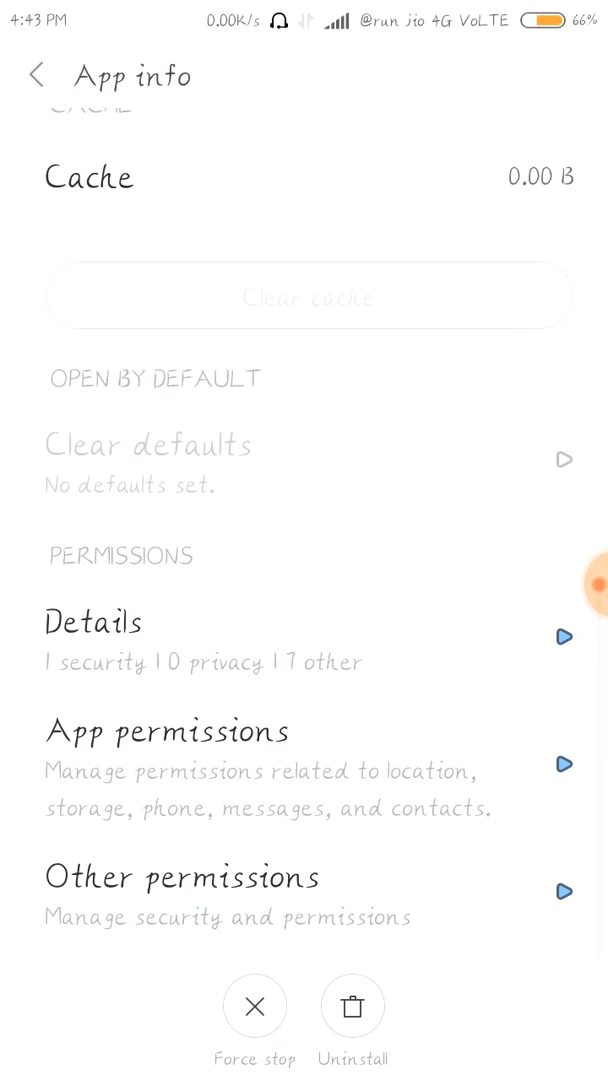 4:43 PM 0.00K/s @run jio 4G VoLTE 66%
App info
CACHE
Cache 0.00 B
Clear cache
OPEN BY DEFAULT
Clear defaults
No defaults set.
PERMISSIONS
Details
1 security | 0 privacy | 7 other
App permissions
Manage permissions related to location,
storage, phone, messages, and contacts.
Other permissions
Manage security and permissions
Force stop Uninstall